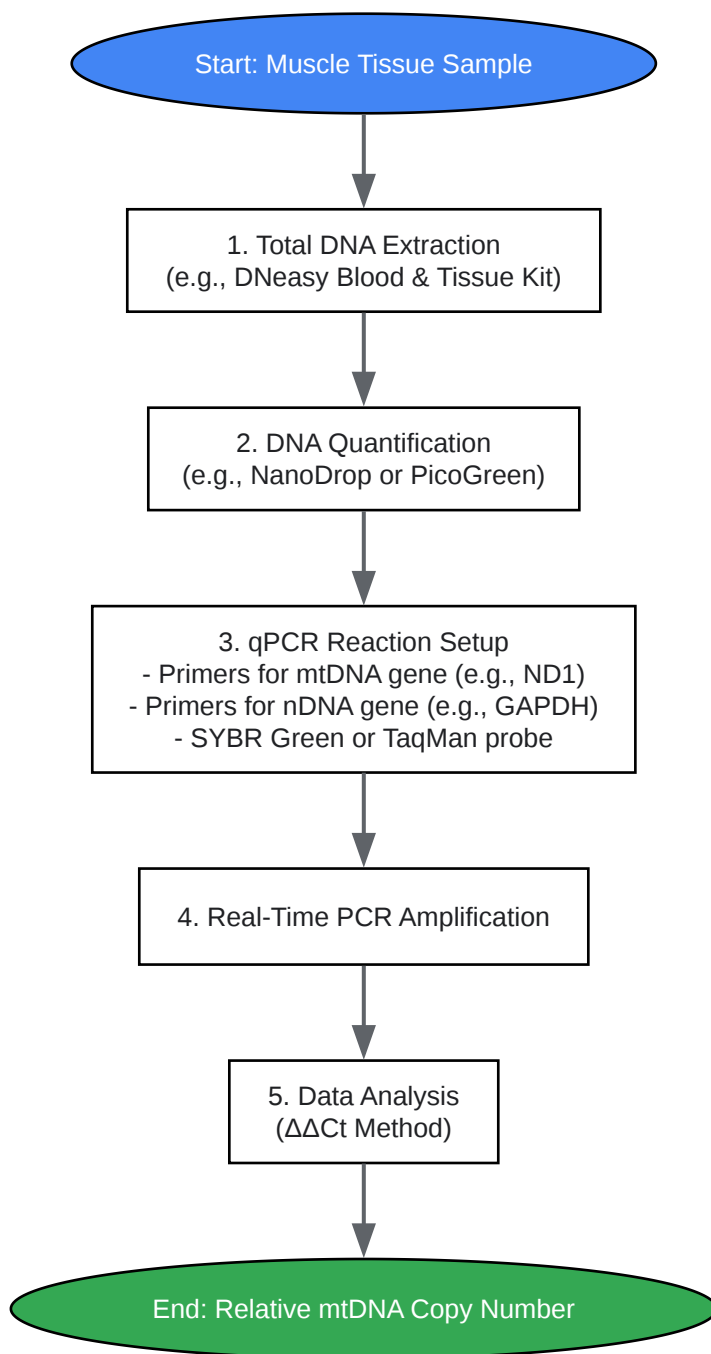 Start: Muscle Tissue Sample
1. Total DNA Extraction
(e.g., DNeasy Blood & Tissue Kit)
2. DNA Quantification
(e.g., NanoDrop or PicoGreen)
3. qPCR Reaction Setup
- Primers for mtDNA gene (e.g., ND1)
- Primers for nDNA gene (e.g., GAPDH)
- SYBR Green or TaqMan probe
4. Real-Time PCR Amplification
5. Data Analysis
(ΔΔCt Method)
End: Relative mtDNA Copy Number